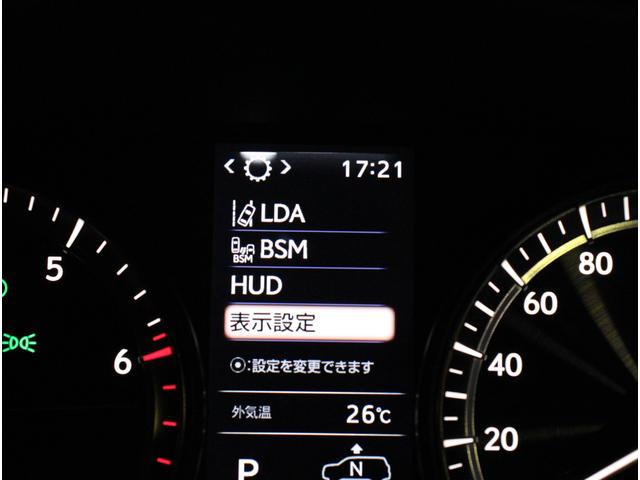 < > 17:21
LDA
BSM BSM
HUD
表示設定
⦿:設定を変更できます
外気温 26℃
P N
5
6
80
60
40
20